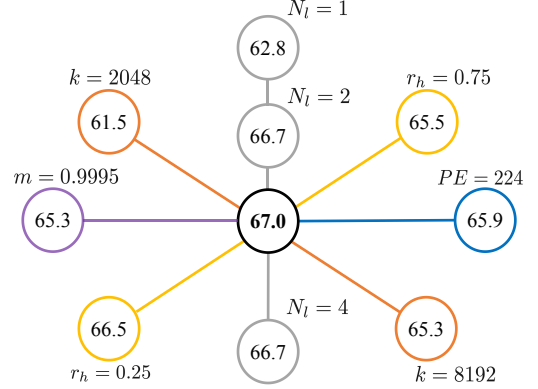 N_l = 1
62.8
k = 2048
N_l = 2
r_h = 0.75
61.5
66.7
65.5
m = 0.9995
PE = 224
65.3
67.0
65.9
N_l = 4
66.5
65.3
66.7
r_h = 0.25
k = 8192